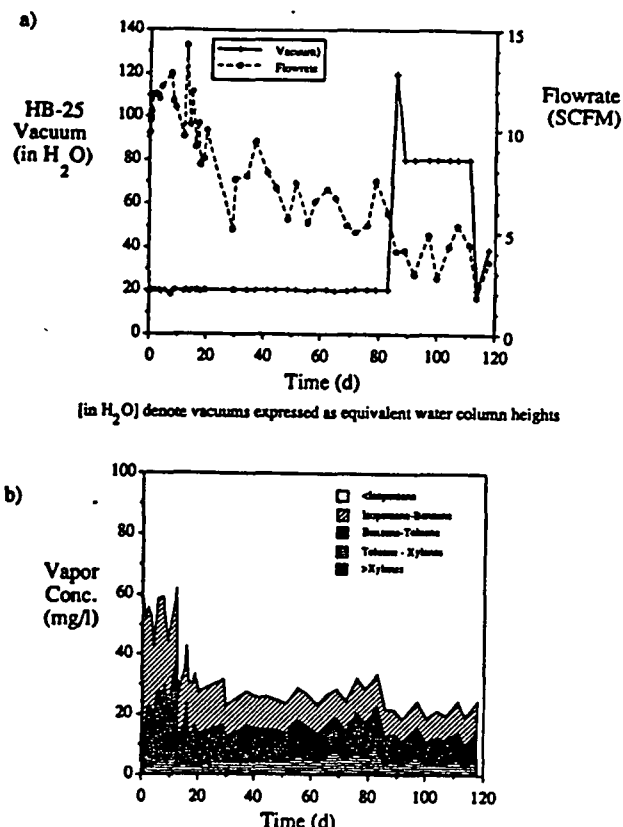 a)
140
120
100
80
60
40
20
0
HB-25
Vacuum
(in H2O)
Vacuum)
Flowrate
15
10
5
0
Flowrate
(SCFM)
0 20 40 60 80 100 120
Time (d)
[in H2O] denote vacuums expressed as equivalent water column heights
b)
100
80
60
40
20
0
Vapor
Conc.
(mg/l)
<Isopentane
Isopentane-Benzene
Benzene-Toluene
Toluene - Xylenes
>Xylenes
0 20 40 60 80 100 120
Time (d)